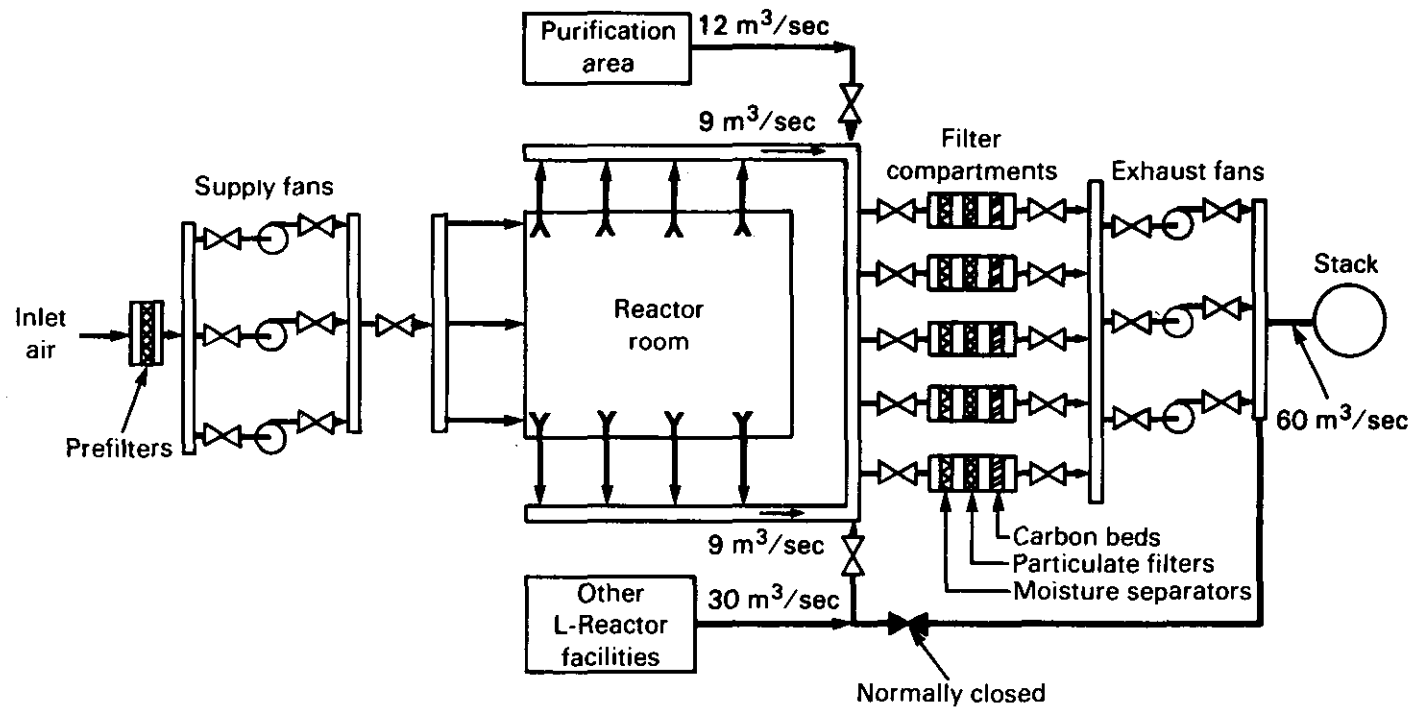 Purification
area
12 m³/sec
9 m³/sec
Filter
compartments
Exhaust fans
Supply fans
Stack
Inlet
air
Reactor
room
Prefilters
60 m³/sec
9 m³/sec
Carbon beds
Particulate filters
Moisture separators
Other
L-Reactor
facilities
30 m³/sec
Normally closed